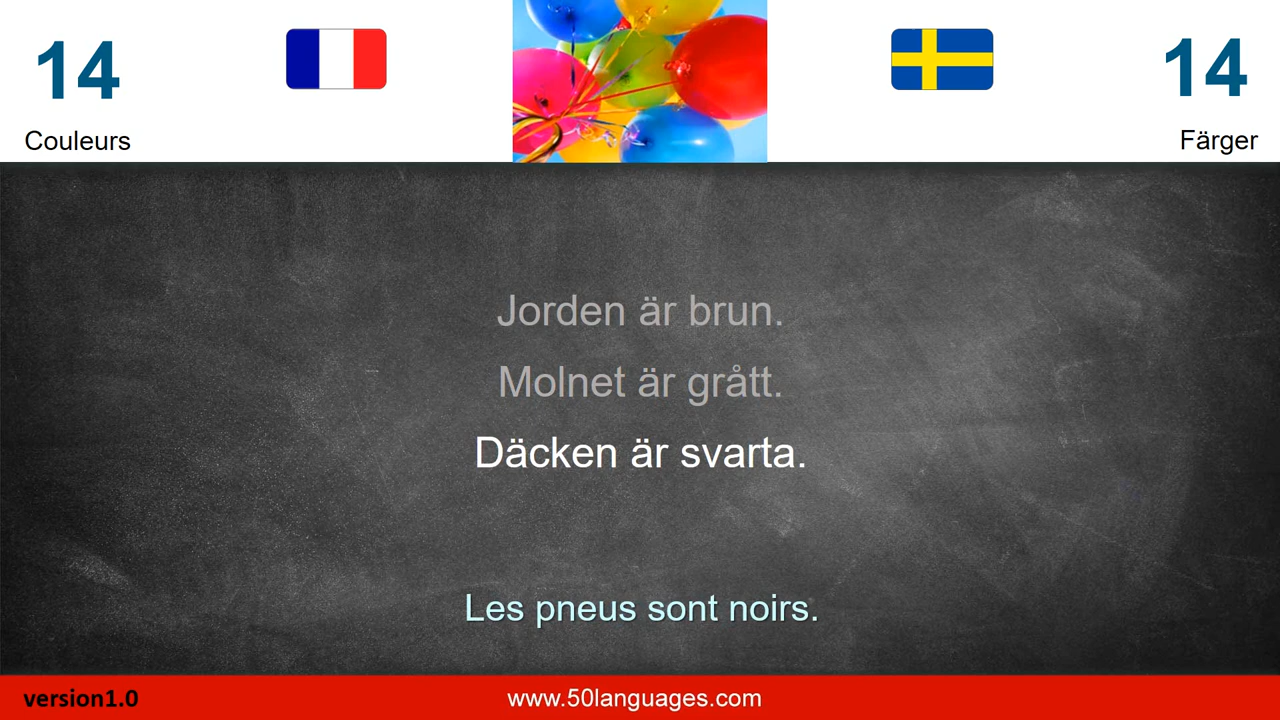 14
14
Couleurs
Färger
Jorden är brun.
Molnet är grått.
Däcken är svarta.
Les pneus sont noirs.
version1.0
www.50languages.com